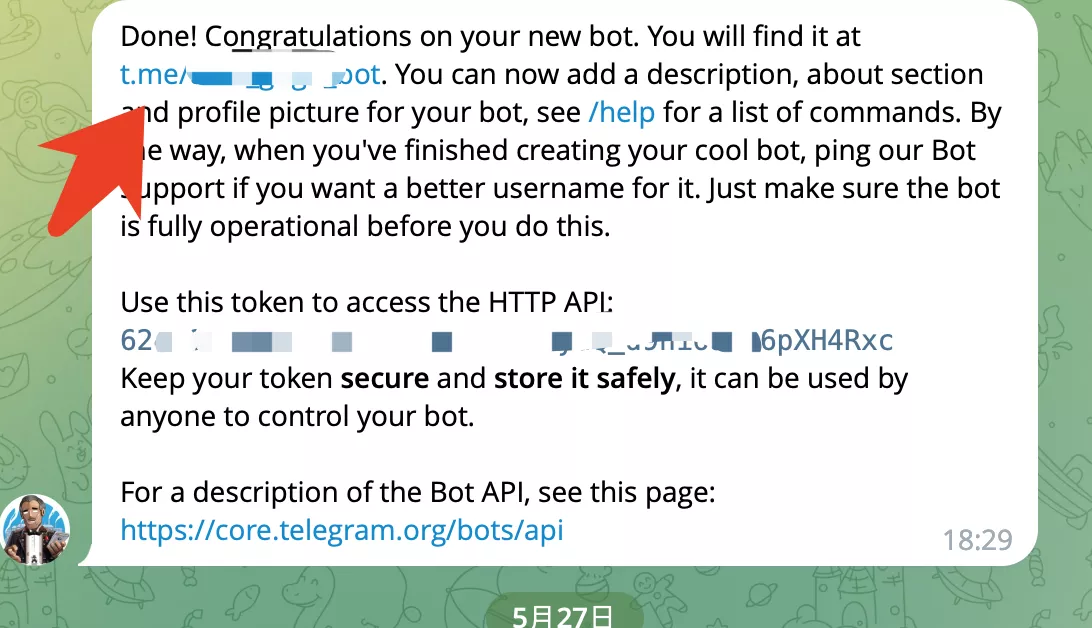 Done! Congratulations on your new bot. You will find it at
t.me/ bot. You can now add a description, about section
and profile picture for your bot, see /help for a list of commands. By
the way, when you've finished creating your cool bot, ping our Bot
Support if you want a better username for it. Just make sure the bot
is fully operational before you do this.
Use this token to access the HTTP API:
62 6pXH4Rxc
Keep your token secure and store it safely, it can be used by
anyone to control your bot.
For a description of the Bot API, see this page:
https://core.telegram.org/bots/api
18:29
5月27日